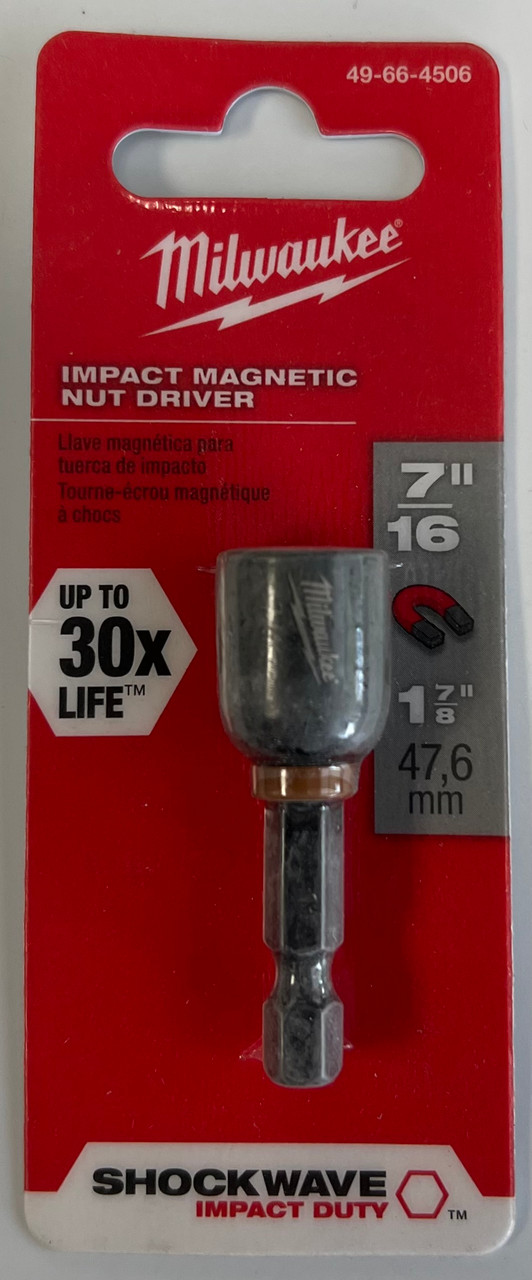 49-66-4506
Milwaukee®
IMPACT MAGNETIC
NUT DRIVER
Llave magnética para
tuerca de impacto
Tourne-écrou magnétique
à chocs
7"
16
UP TO
30x
LIFE™
Milwaukee
1 7/8"
47,6
mm
SHOCKWAVE
IMPACT DUTY ™